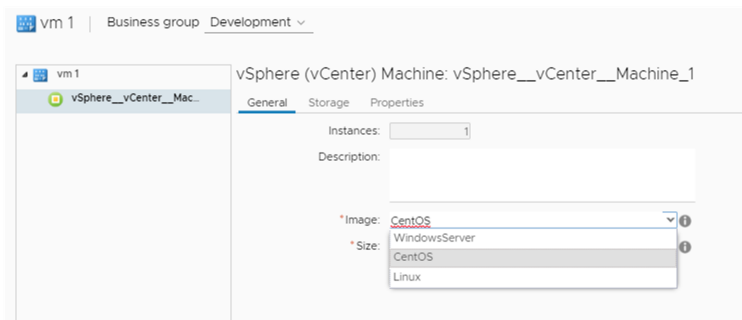 vm 1 Business group Development
vm 1
vSphere__vCenter__Mac...
vSphere (vCenter) Machine: vSphere__vCenter__Machine_1
General Storage Properties
Instances: 1
Description:
*Image: CentOS
WindowsServer
*Size:
CentOS
Linux